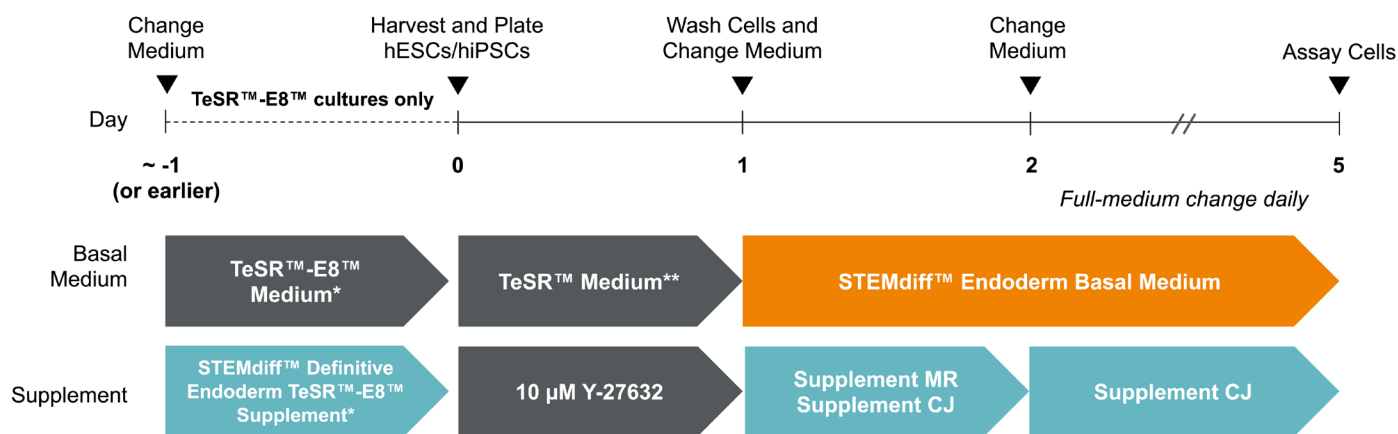 Change
Medium
Harvest and Plate
hESCs/hiPSCs
Wash Cells and
Change Medium
Change
Medium
Assay Cells
TeSR™-E8™ cultures only
Day
~ -1
(or earlier)
0
1
2
5
Full-medium change daily
Basal
Medium
TeSR™-E8™
Medium*
TeSR™ Medium**
STEMdiff™ Endoderm Basal Medium
Supplement
STEMdiff™ Definitive
Endoderm TeSR™-E8™
Supplement*
10 µM Y-27632
Supplement MR
Supplement CJ
Supplement CJ